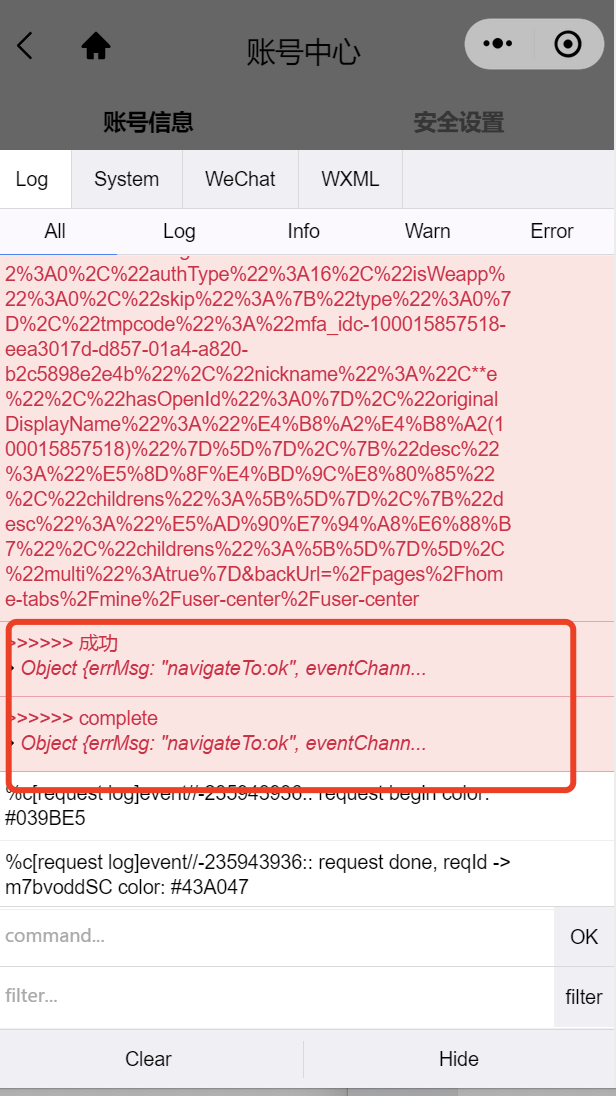 账号中心
账号信息 安全设置
Log System WeChat WXML
All Log Info Warn Error
2%3A0%2C%22authType%22%3A16%2C%22isWeapp%
22%3A0%2C%22skip%22%3A%7B%22type%22%3A0%7
D%2C%22tmpcode%22%3A%22mfa_idc-100015857518-
eea3017d-d857-01a4-a820-
b2c5898e2e4b%22%2C%22nickname%22%3A%22C**e
%22%2C%22hasOpenId%22%3A0%7D%2C%22original
DisplayName%22%3A%22%E4%B8%A2%E4%B8%A2(1
00015857518)%22%7D%5D%7D%2C%7B%22desc%22
%3A%22%E5%8D%8F%E4%BD%9C%E8%80%85%22
%2C%22childrens%22%3A%5B%5D%7D%2C%7B%22d
esc%22%3A%22%E5%AD%90%E7%94%A8%E6%88%B
7%22%2C%22childrens%22%3A%5B%5D%7D%5D%2C
%22multi%22%3Atrue%7D&backUrl=%2Fpages%2Fhom
e-tabs%2Fmine%2Fuser-center%2Fuser-center
>>>>>> 成功
Object {errMsg: "navigateTo:ok", eventChann...
>>>>>> complete
Object {errMsg: "navigateTo:ok", eventChann...
%c[request log]event//-235943936:: request begin color:
#039BE5
%c[request log]event//-235943936:: request done, reqId ->
m7bvoddSC color: #43A047
command... OK
filter... filter
Clear Hide